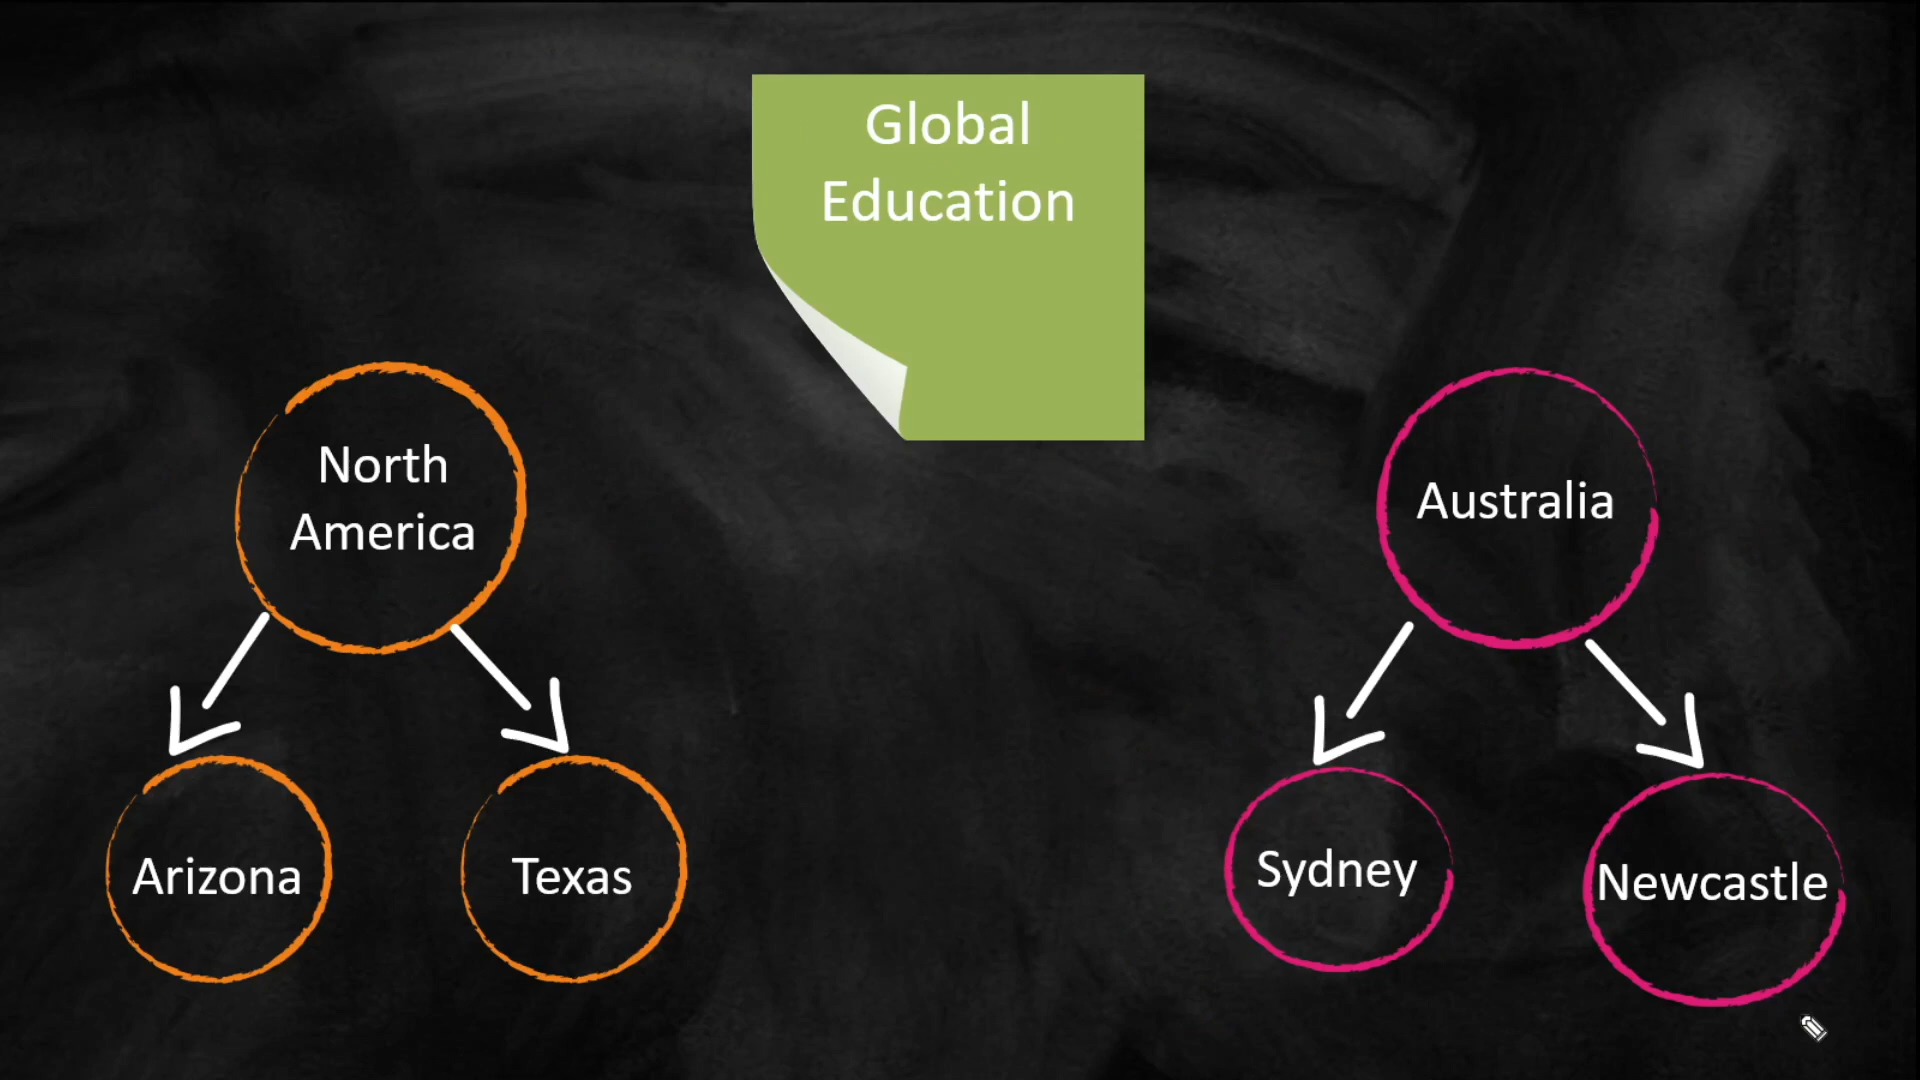 Global
Education
North
America
Australia
Arizona
Texas
Sydney
Newcastle